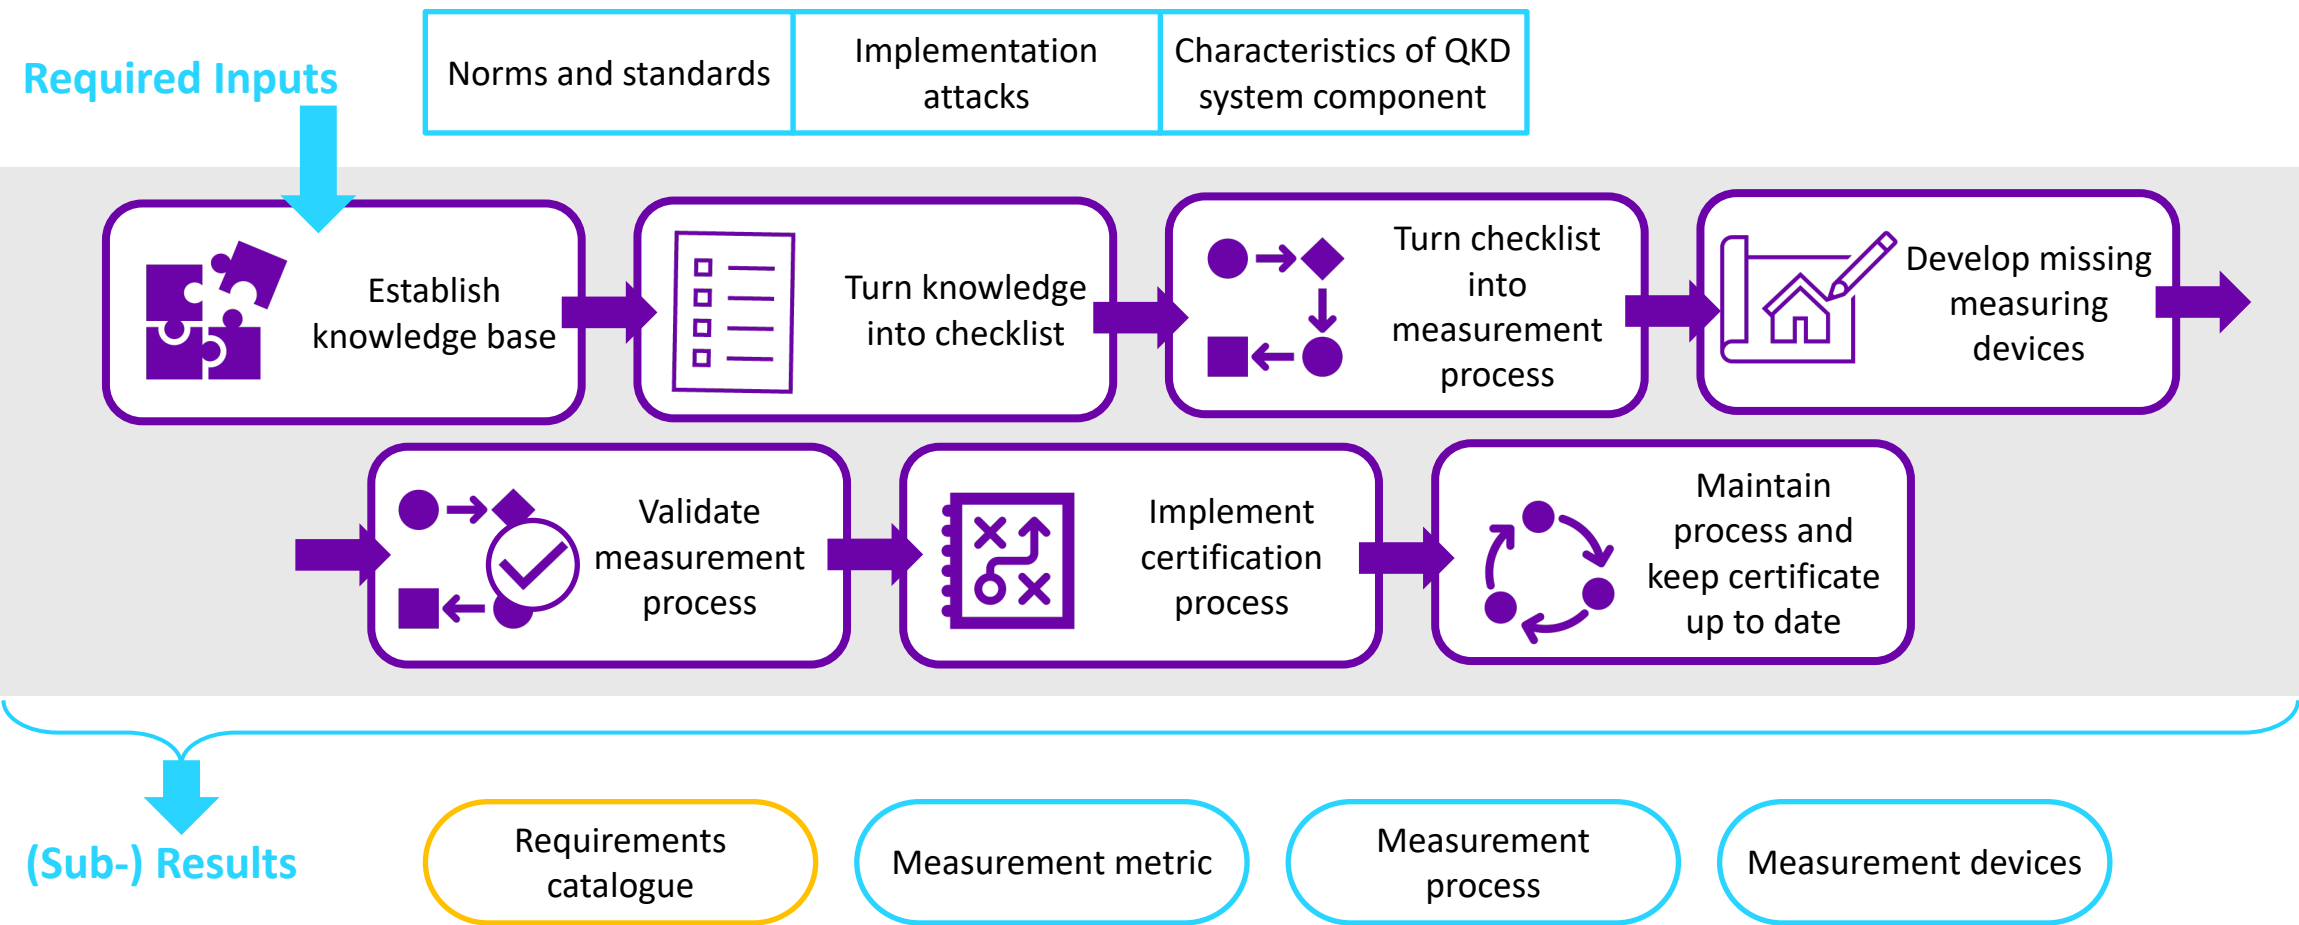 Required Inputs
Norms and standards
Implementation
attacks
Characteristics of QKD
system component
Establish
knowledge base
Turn knowledge
into checklist
Turn checklist
into
measurement
process
Develop missing
measuring
devices
Validate
measurement
process
Implement
certification
process
Maintain
process and
keep certificate
up to date
(Sub-) Results
Requirements
catalogue
Measurement metric
Measurement
process
Measurement devices